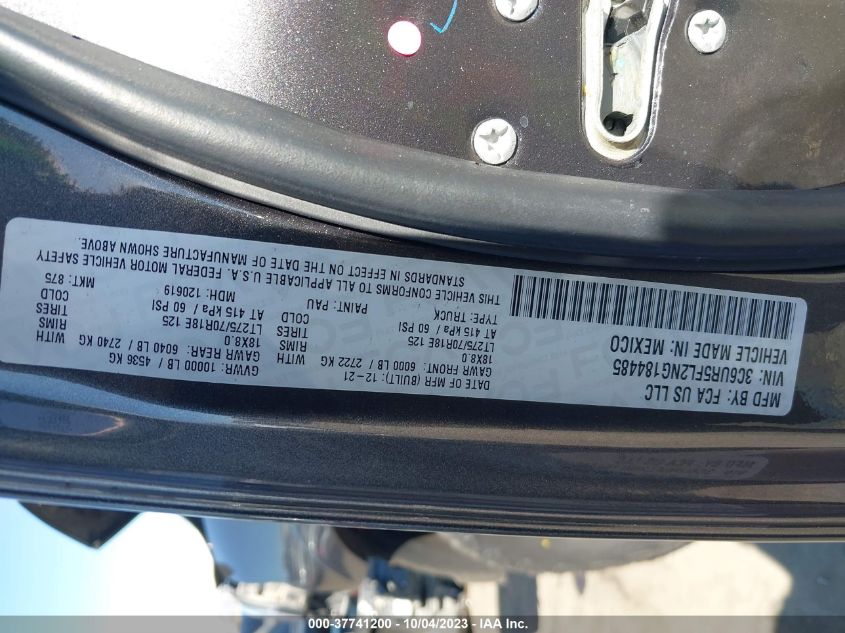 MFD BY: FCA US LLC
DATE OF MFR (BUILT): 12-21
GVWR: 10000 LB / 4536 KG
GAWR FRONT: 6000 LB / 2722 KG
WITH
GAWR REAR: 6040 LB / 2740 KG
WITH
18X8.0
RIMS
18X8.0
RIMS
LT275/70R18E 125
TIRES
LT275/70R18E 125
TIRES
AT 415 kPa / 60 PSI
COLD
AT 415 kPa / 60 PSI
COLD
TYPE: TRUCK
PAINT: PAU
MDH: 120619
MKT: 875
THIS VEHICLE CONFORMS TO ALL APPLICABLE U.S.A. FEDERAL MOTOR VEHICLE SAFETY
STANDARDS IN EFFECT ON THE DATE OF MANUFACTURE SHOWN ABOVE.
VIN: 3C6UR5FL2NG184485
VEHICLE MADE IN: MEXICO
000-37741200 - 10/04/2023 - IAA Inc.